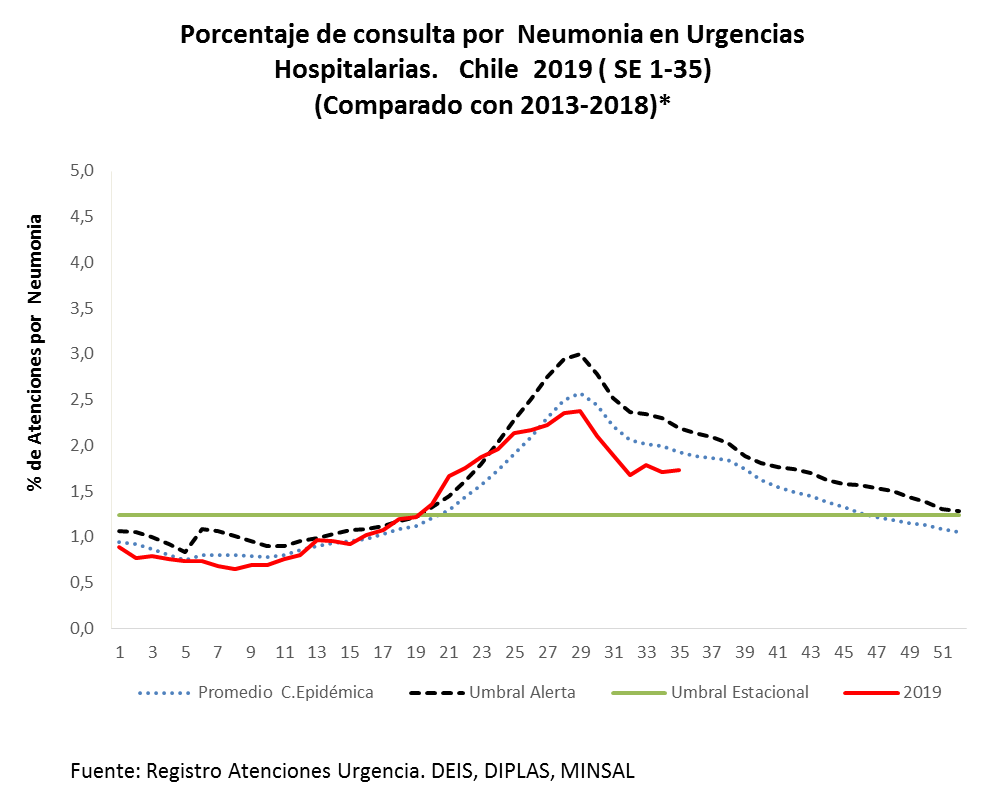 Porcentaje de consulta por  Neumonia en Urgencias
Hospitalarias.   Chile  2019 ( SE 1-35)
(Comparado con 2013-2018)*
% de Atenciones por  Neumonia
5,0
4,5
4,0
3,5
3,0
2,5
2,0
1,5
1,0
0,5
0,0
1 3 5 7 9 11 13 15 17 19 21 23 25 27 29 31 33 35 37 39 41 43 45 47 49 51
Promedio  C.Epidémica Umbral Alerta Umbral Estacional 2019
Fuente: Registro Atenciones Urgencia. DEIS, DIPLAS, MINSAL